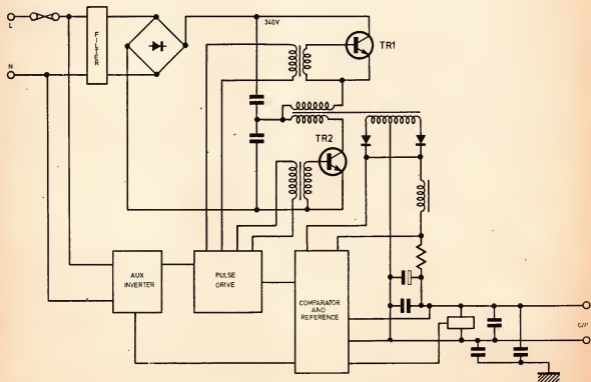 L
FILTER
340V
TR1
N
TR2
AUX
INVERTER
PULSE
DRIVE
COMPARATOR
AND
REFERENCE
O/P